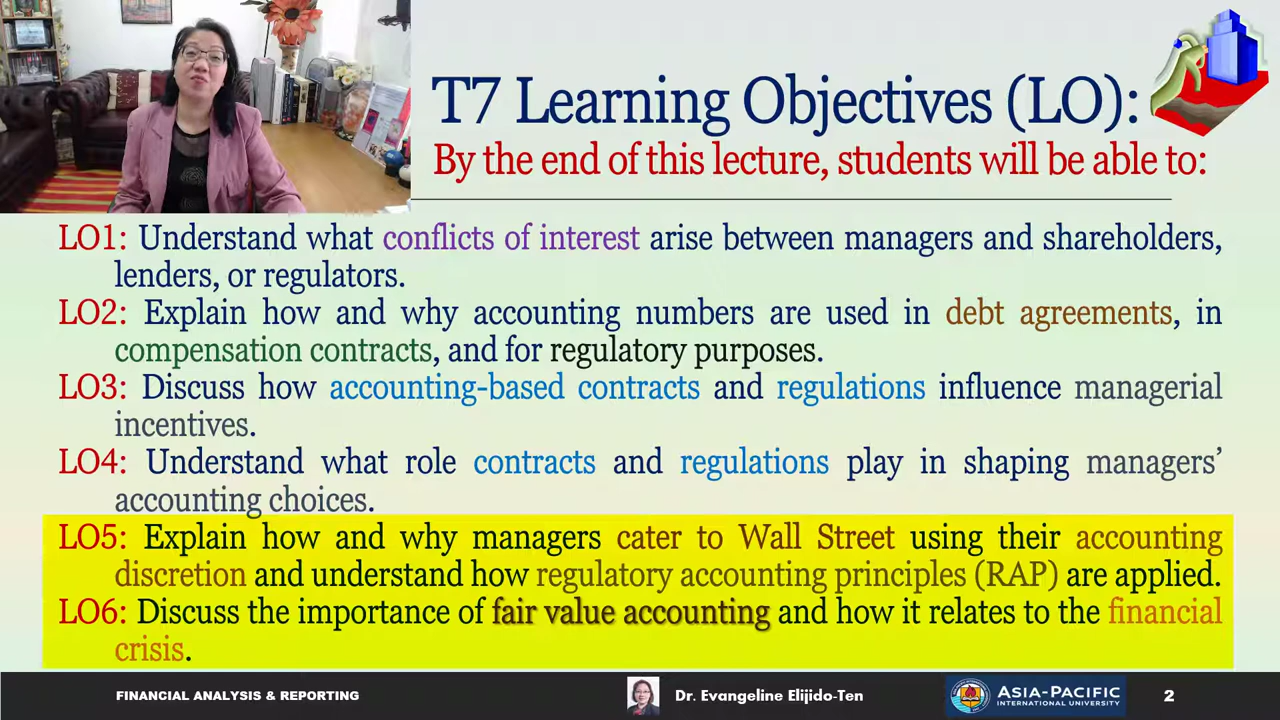 T7 Learning Objectives (LO):
By the end of this lecture, students will be able to:
LO1: Understand what conflicts of interest arise between managers and shareholders,
lenders, or regulators.
LO2: Explain how and why accounting numbers are used in debt agreements, in
compensation contracts, and for regulatory purposes.
LO3: Discuss how accounting-based contracts and regulations influence managerial
incentives.
LO4: Understand what role contracts and regulations play in shaping managers’
accounting choices.
LO5: Explain how and why managers cater to Wall Street using their accounting
discretion and understand how regulatory accounting principles (RAP) are applied.
LO6: Discuss the importance of fair value accounting and how it relates to the financial
crisis.
FINANCIAL ANALYSIS & REPORTING
Dr. Evangeline Elijido-Ten
ASIA-PACIFIC
INTERNATIONAL UNIVERSITY
2